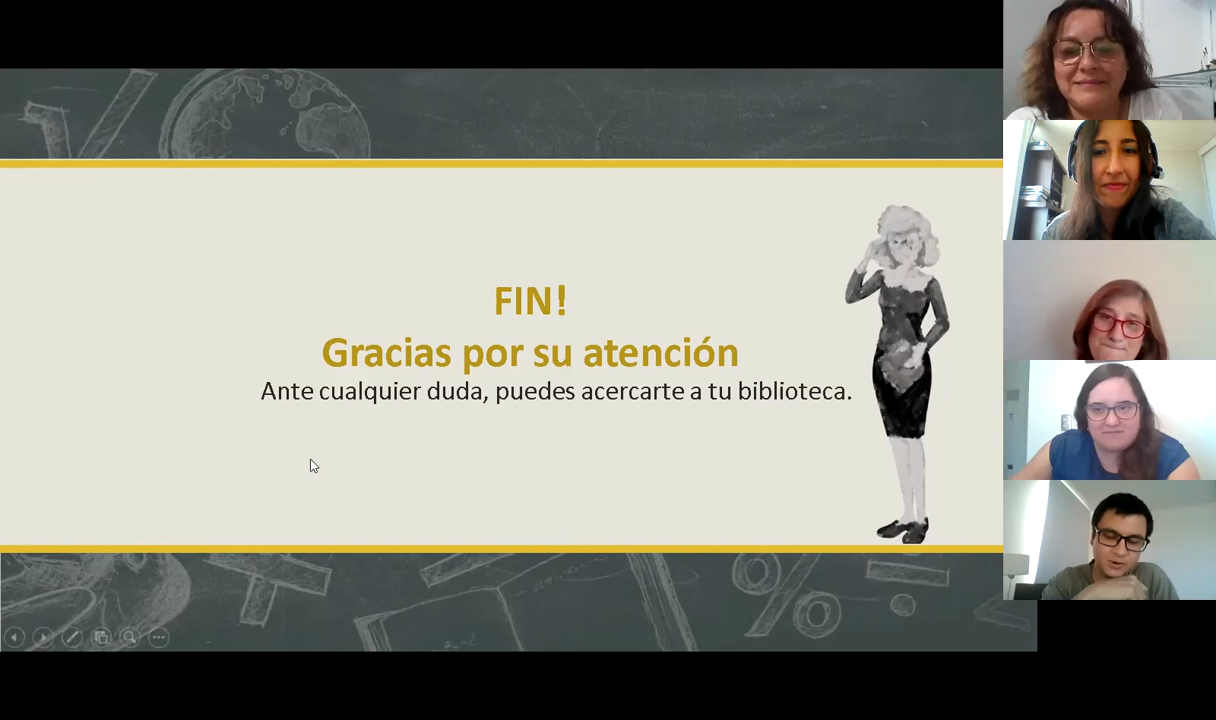 FIN!
Gracias por su atención
Ante cualquier duda, puedes acercarte a tu biblioteca.